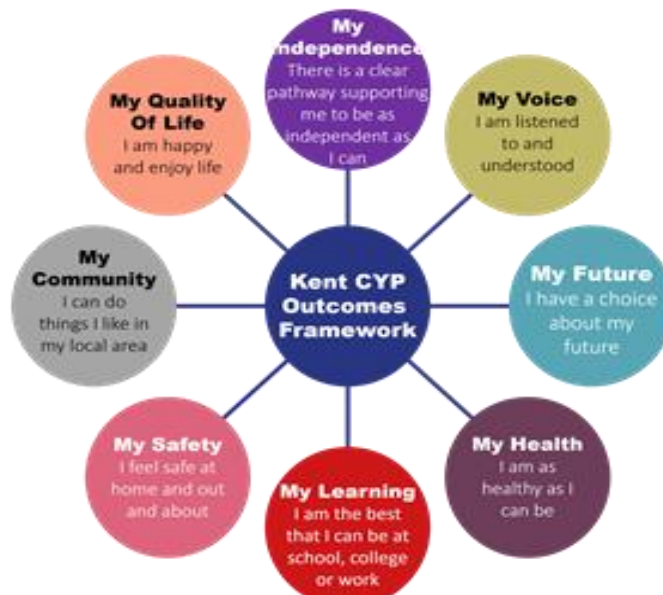 My
Independence
There is a clear
pathway supporting
me to be as
independent as
I can
My Voice
I am listened
to and
understood
My Future
I have a choice
about my
future
My Health
I am as
healthy as I
can be
My Learning
I am the best
that I can be at
school, college
or work
My Safety
I feel safe at
home and out
and about
My
Community
I can do
things I like in
my local area
My Quality
Of Life
I am happy
and enjoy life
Kent CYP
Outcomes
Framework